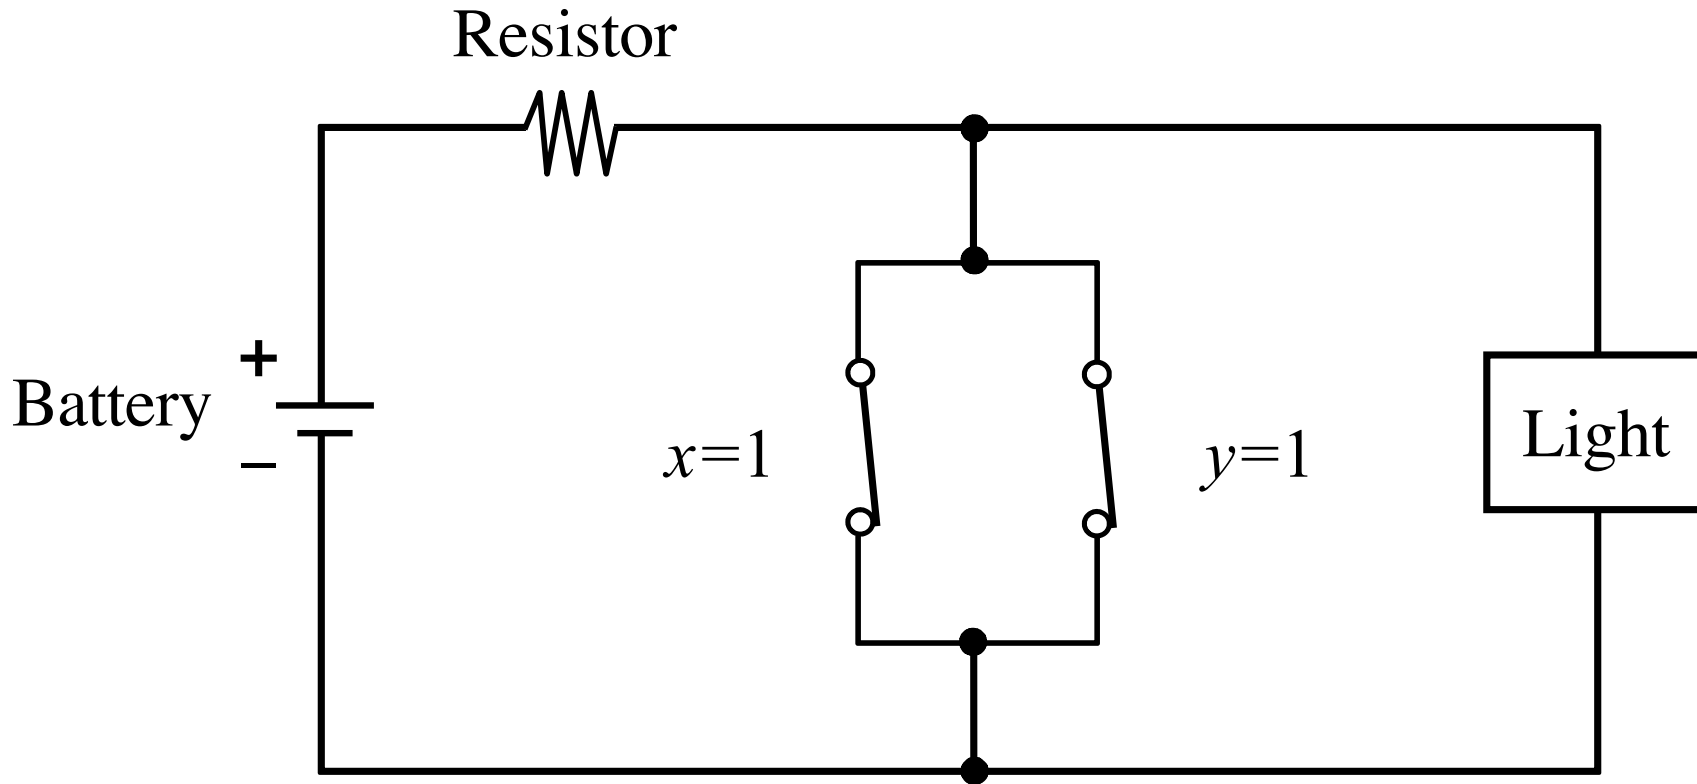 Resistor
+
Battery
−
x=1
y=1
Light